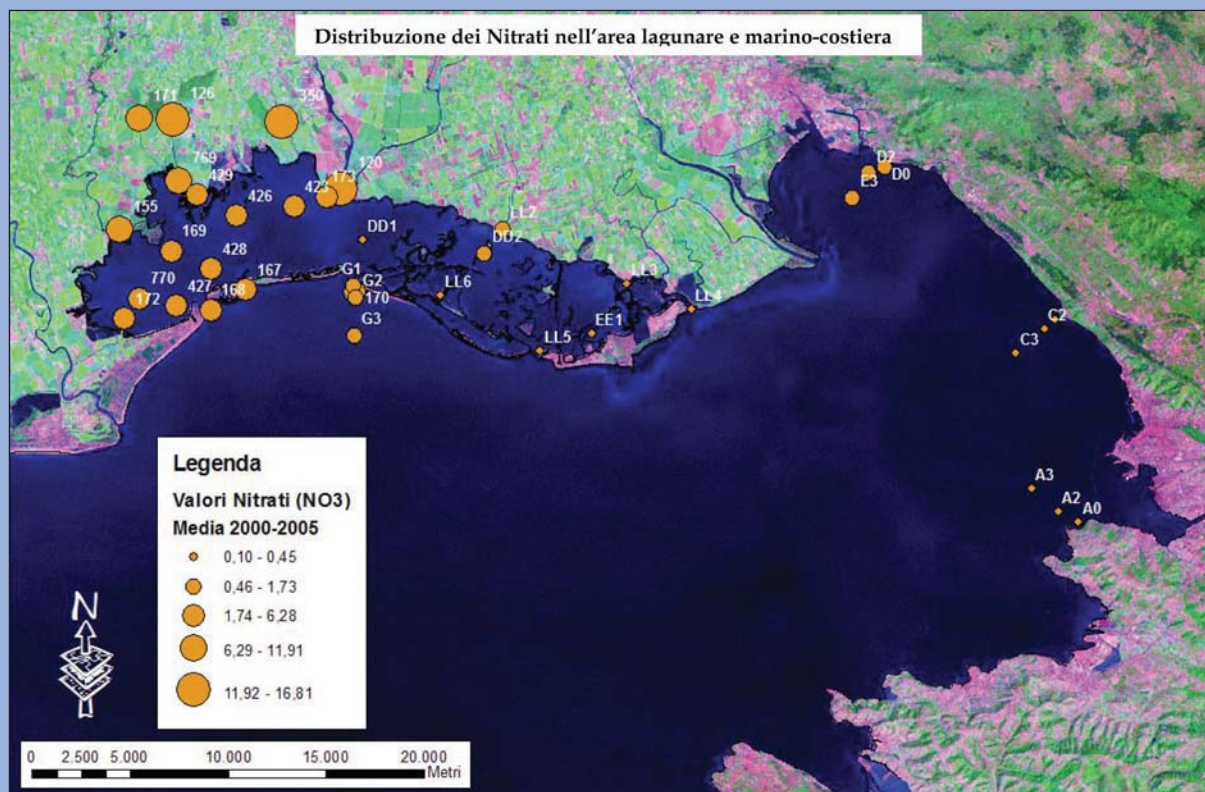 Distribuzione dei Nitrati nell'area lagunare e marino-costiera
171 126 350
769 120
429 173
155 426 423
169 428
770 427 167
172 168
DD1 LL2
DD2
G1
G2
170
G3
LL6 LL3
LL4
EE1
LL5
D2
E3 D0
C2
C3
A3
A2
A0
Legenda
Valori Nitrati (NO3)
Media 2000-2005
0,10 - 0,45
0,46 - 1,73
1,74 - 6,28
6,29 - 11,91
11,92 - 16,81
N
0 2.500 5.000 10.000 15.000 20.000
Metri